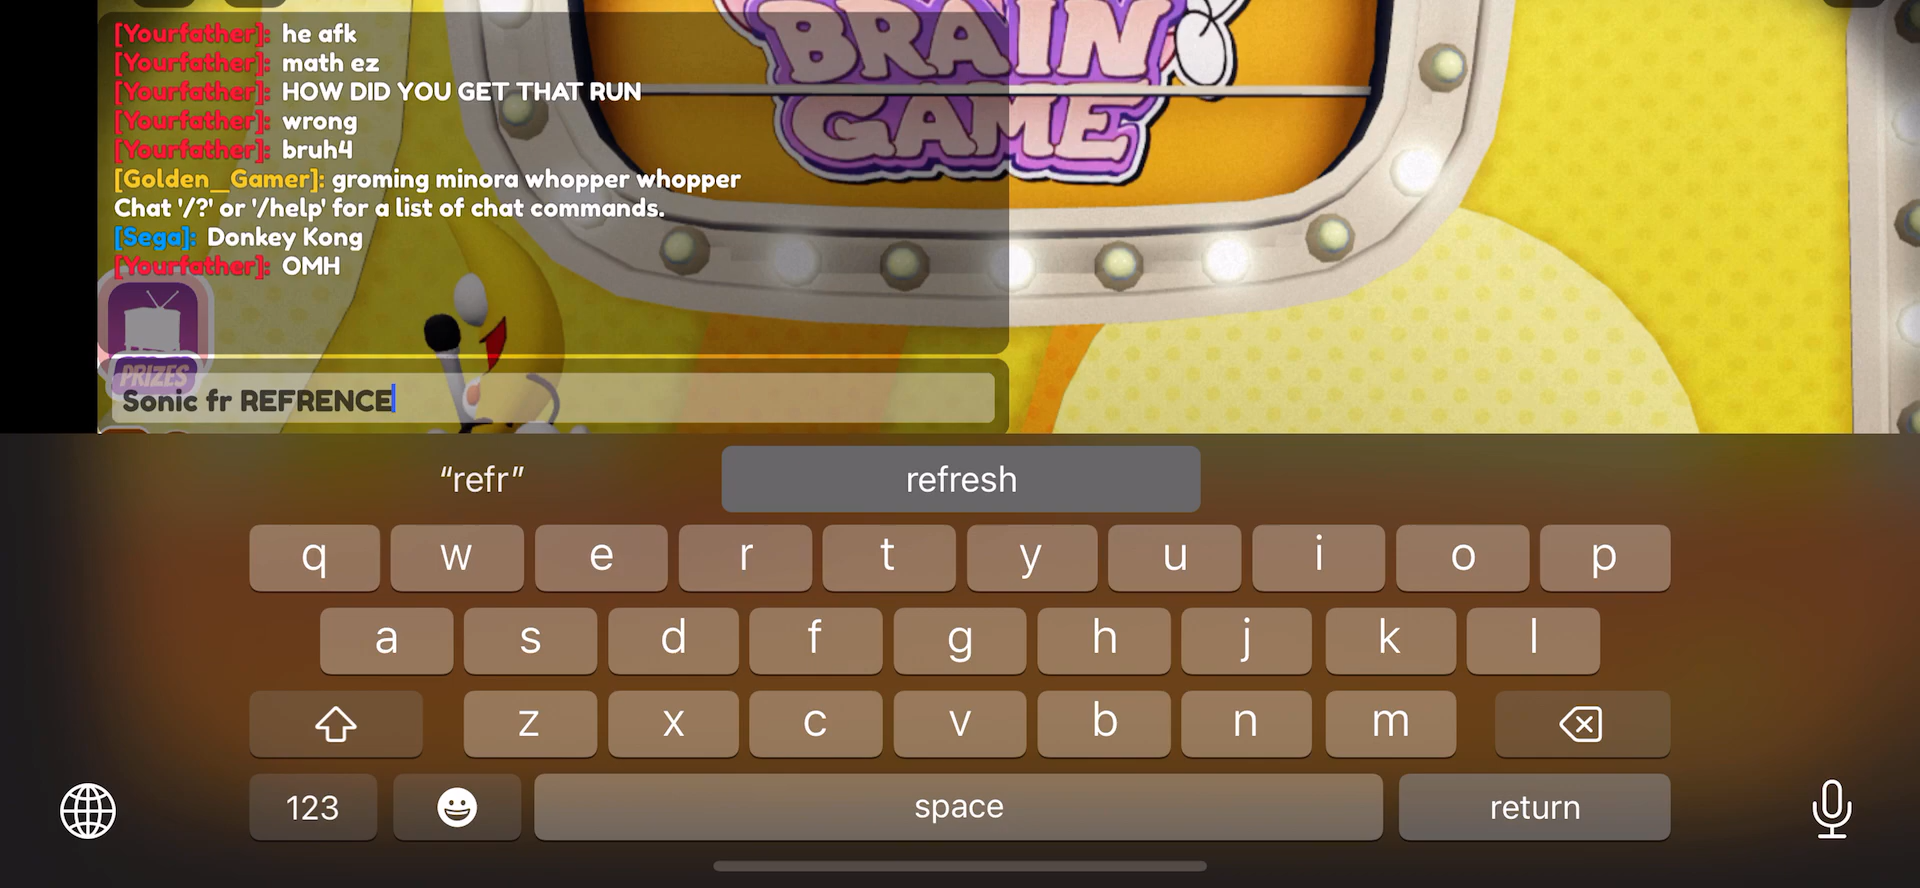 [Yourfather]: he afk
[Yourfather]: math ez
[Yourfather]: HOW DID YOU GET THAT RUN
[Yourfather]: wrong
[Yourfather]: bruh4
[Golden_Gamer]: groming minora whopper whopper
Chat '/?' or '/help' for a list of chat commands.
[Sega]: Donkey Kong
[Yourfather]: OMH
BRAIN
GAME
PRIZES
Sonic fr REFRENCE
“refr”
refresh
q w e r t y u i o p
a s d f g h j k l
z x c v b n m
123
space
return